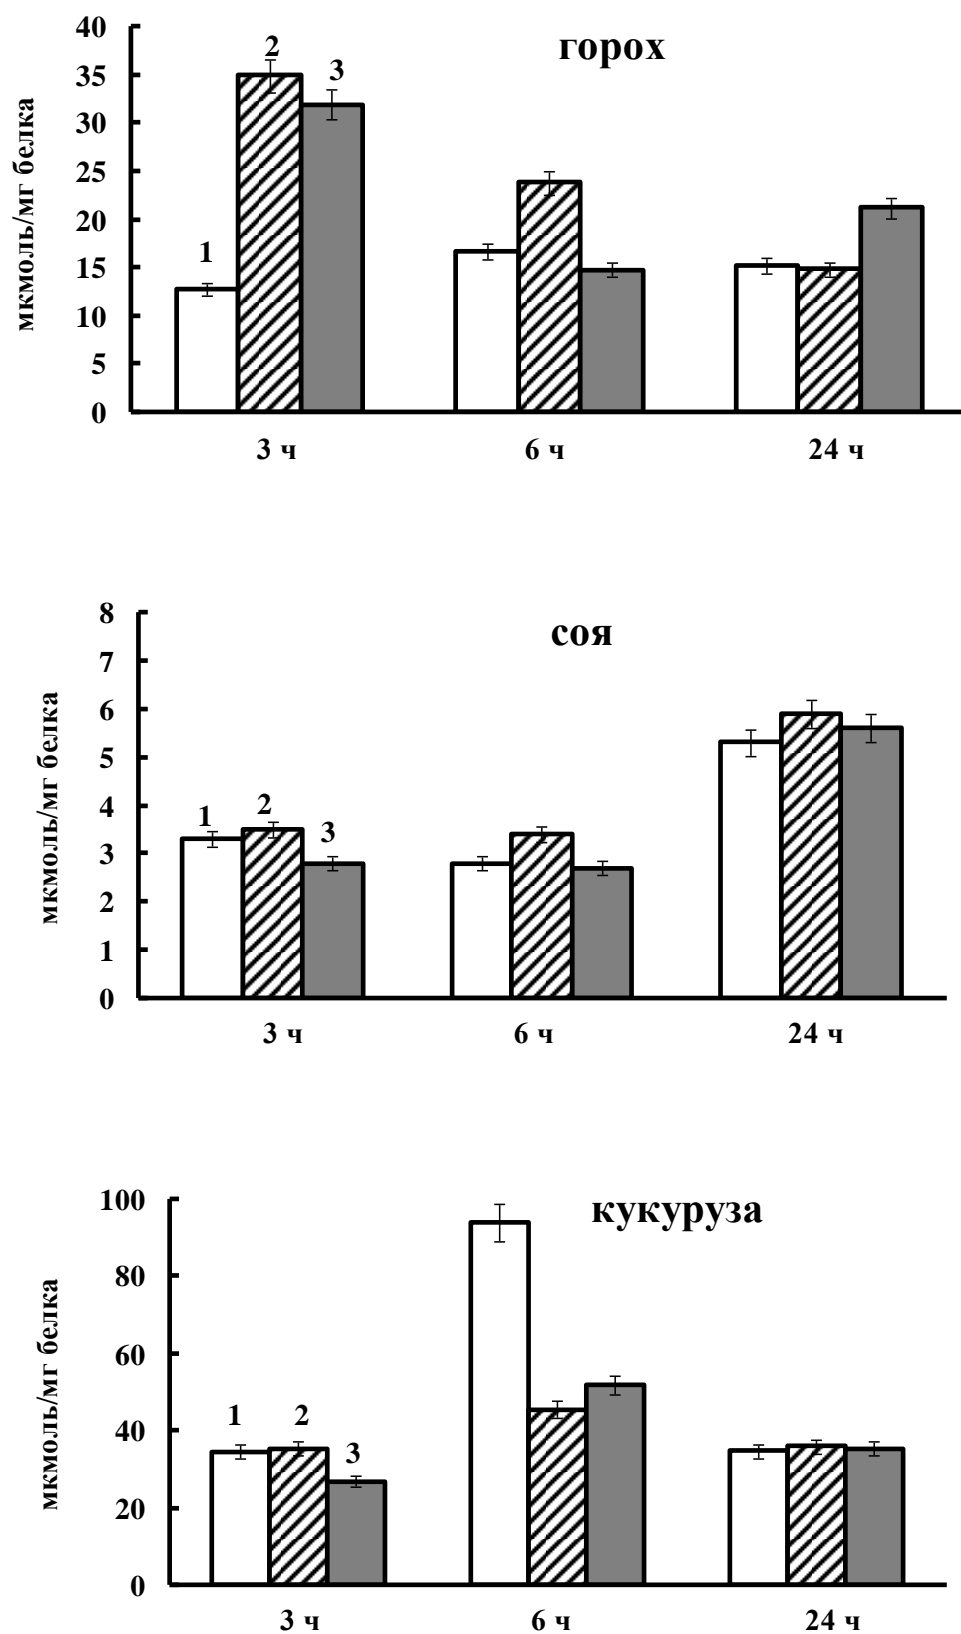 горох
мкмоль/мг белка
40
35
30
25
20
15
10
5
0
1
2
3
3 ч
6 ч
24 ч
соя
мкмоль/мг белка
8
7
6
5
4
3
2
1
0
1
2
3
3 ч
6 ч
24 ч
кукуруза
мкмоль/мг белка
100
80
60
40
20
0
1
2
3
3 ч
6 ч
24 ч